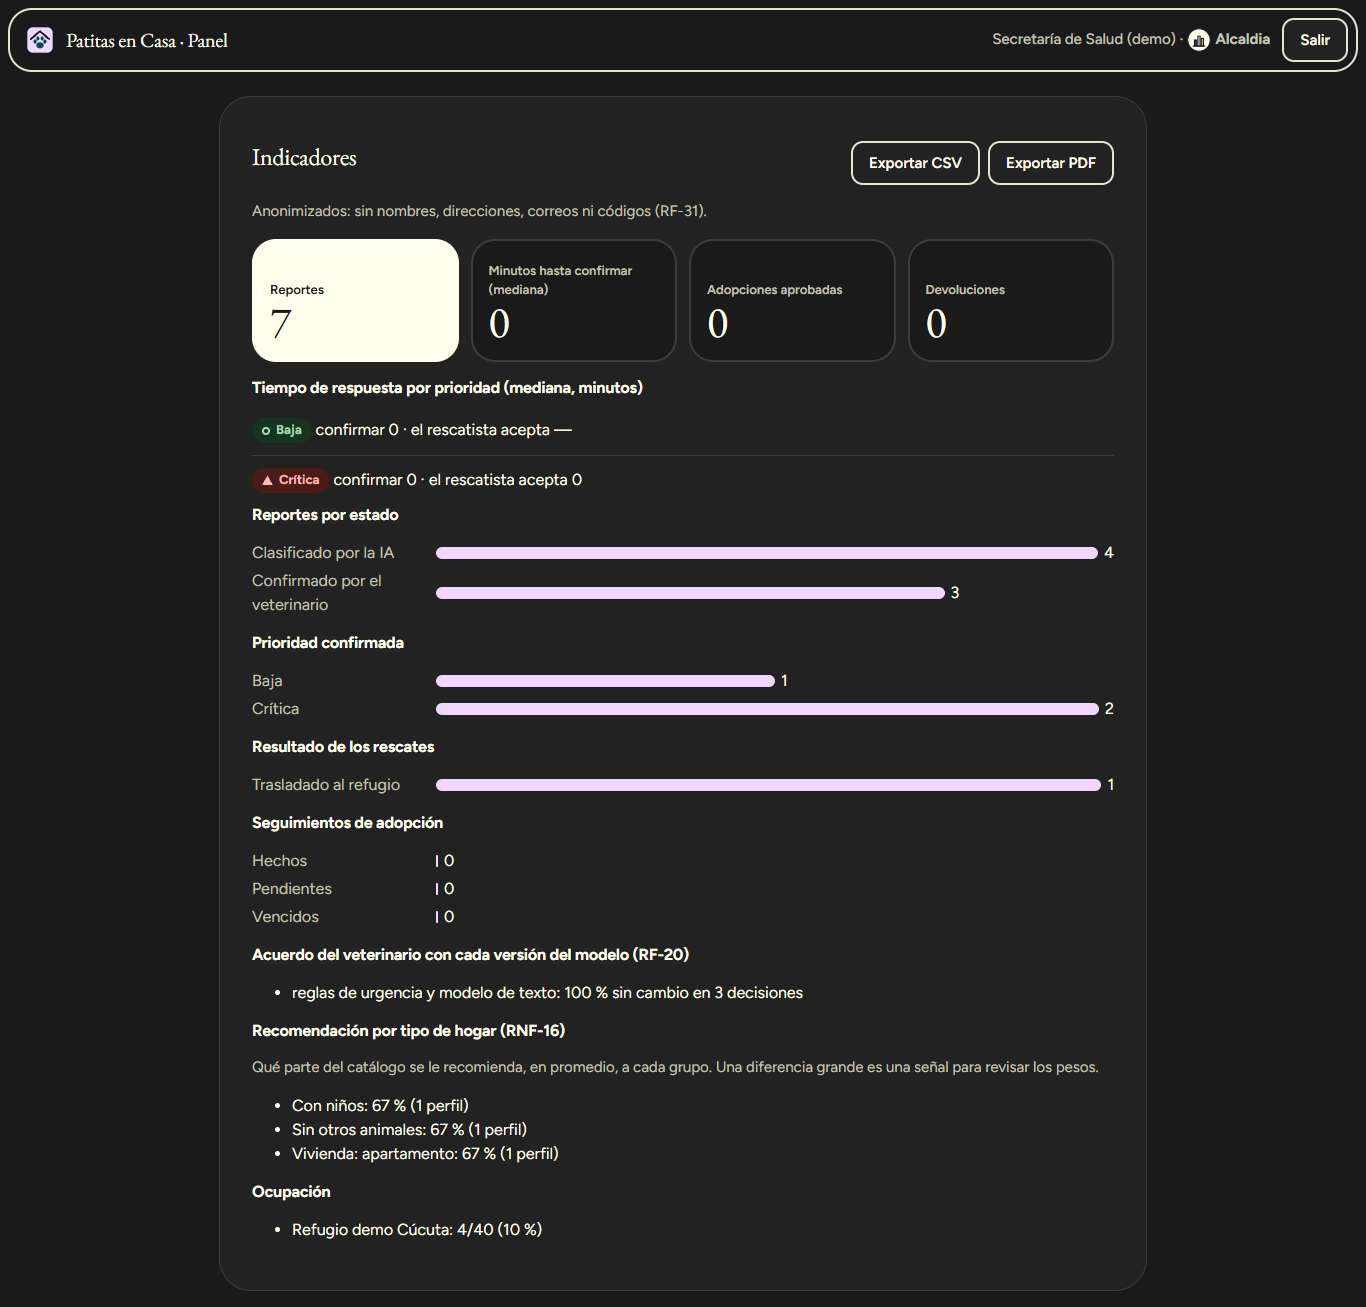 Patitas en Casa · Panel
Secretaría de Salud (demo) · Alcaldia
Salir
Indicadores
Exportar CSV
Exportar PDF
Anonimizados: sin nombres, direcciones, correos ni códigos (RF-31).
Reportes
7
Minutos hasta confirmar
(mediana)
0
Adopciones aprobadas
0
Devoluciones
0
Tiempo de respuesta por prioridad (mediana, minutos)
Baja confirmar 0 · el rescatista acepta —
Crítica confirmar 0 · el rescatista acepta 0
Reportes por estado
Clasificado por la IA 4
Confirmado por el
veterinario 3
Prioridad confirmada
Baja 1
Crítica 2
Resultado de los rescates
Trasladado al refugio 1
Seguimientos de adopción
Hechos 0
Pendientes 0
Vencidos 0
Acuerdo del veterinario con cada versión del modelo (RF-20)
• reglas de urgencia y modelo de texto: 100 % sin cambio en 3 decisiones
Recomendación por tipo de hogar (RNF-16)
Qué parte del catálogo se le recomienda, en promedio, a cada grupo. Una diferencia grande es una señal para revisar los pesos.
• Con niños: 67 % (1 perfil)
• Sin otros animales: 67 % (1 perfil)
• Vivienda: apartamento: 67 % (1 perfil)
Ocupación
• Refugio demo Cúcuta: 4/40 (10 %)